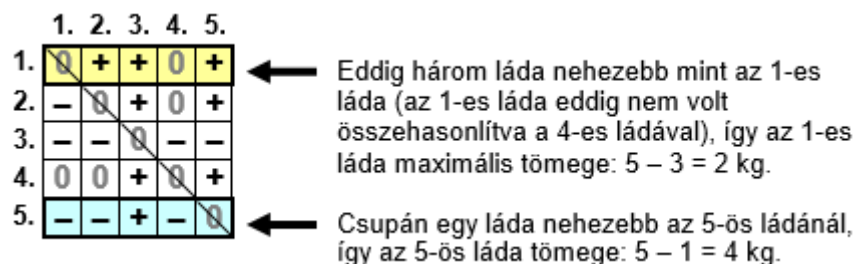 1. 2. 3. 4. 5.
1. 0 + + 0 +
2. – 0 + 0 +
3. – – 0 – –
4. 0 0 + 0 +
5. – – + – 0
Eddig három láda nehezebb mint az 1-es
láda (az 1-es láda eddig nem volt
összehasonlítva a 4-es ládával), így az 1-es
láda maximális tömege: 5 – 3 = 2 kg.
Csupán egy láda nehezebb az 5-ös ládánál,
így az 5-ös láda tömege: 5 – 1 = 4 kg.